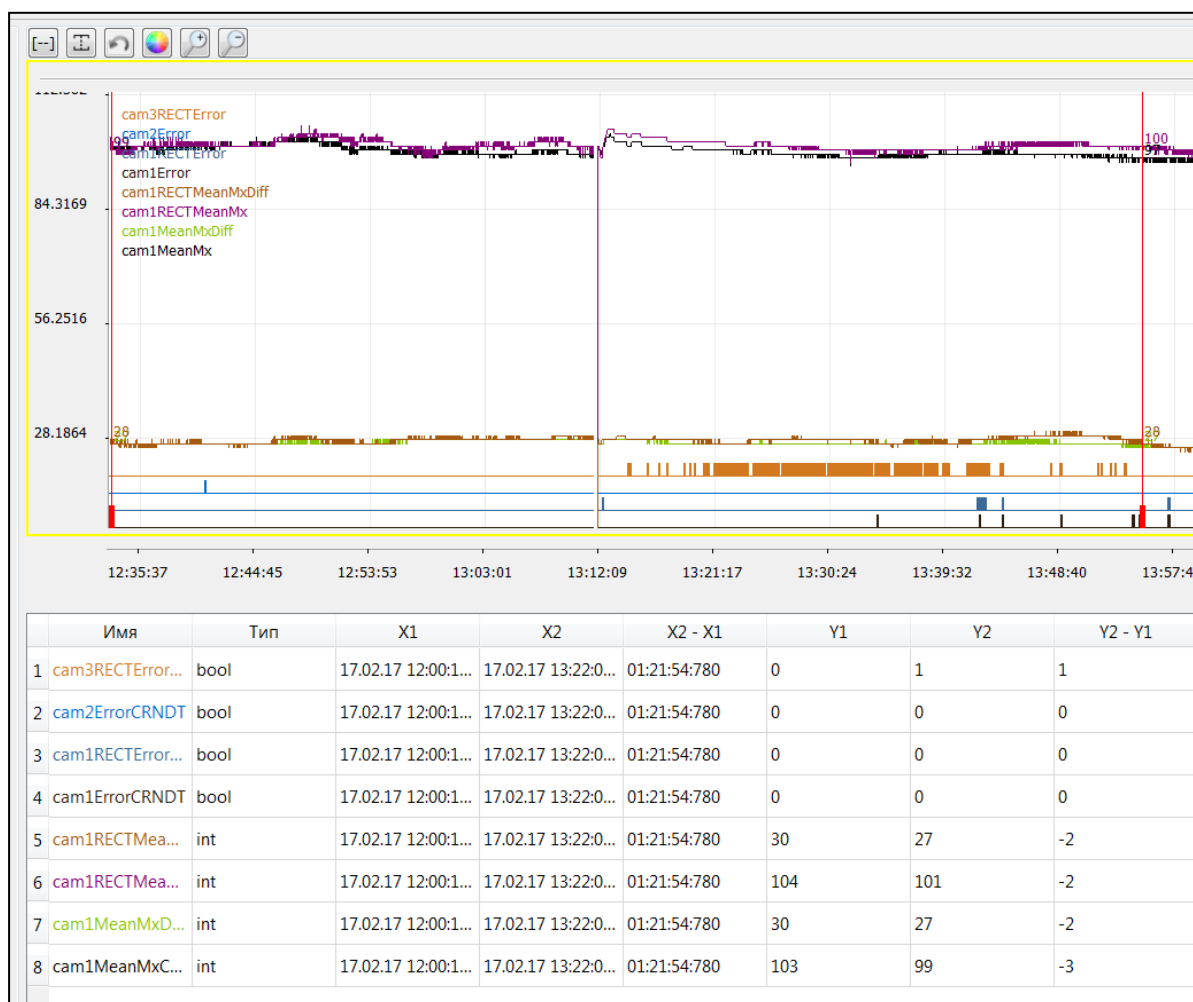 [--]
cam3RECTError
cam2Error
99
cam1RECTError
cam1Error
cam1RECTMeanMxDiff
cam1RECTMeanMx
cam1MeanMxDiff
cam1MeanMx
100
97
84.3169
56.2516
28.1864
28
28
12:35:37 12:44:45 12:53:53 13:03:01 13:12:09 13:21:17 13:30:24 13:39:32 13:48:40 13:57:4
Имя Тип X1 X2 X2 - X1 Y1 Y2 Y2 - Y1
1 cam3RECTError... bool 17.02.17 12:00:1... 17.02.17 13:22:0... 01:21:54:780 0 1 1
2 cam2ErrorCRNDT bool 17.02.17 12:00:1... 17.02.17 13:22:0... 01:21:54:780 0 0 0
3 cam1RECTError... bool 17.02.17 12:00:1... 17.02.17 13:22:0... 01:21:54:780 0 0 0
4 cam1ErrorCRNDT bool 17.02.17 12:00:1... 17.02.17 13:22:0... 01:21:54:780 0 0 0
5 cam1RECTMea... int 17.02.17 12:00:1... 17.02.17 13:22:0... 01:21:54:780 30 27 -2
6 cam1RECTMea... int 17.02.17 12:00:1... 17.02.17 13:22:0... 01:21:54:780 104 101 -2
7 cam1MeanMxD... int 17.02.17 12:00:1... 17.02.17 13:22:0... 01:21:54:780 30 27 -2
8 cam1MeanMxC... int 17.02.17 12:00:1... 17.02.17 13:22:0... 01:21:54:780 103 99 -3